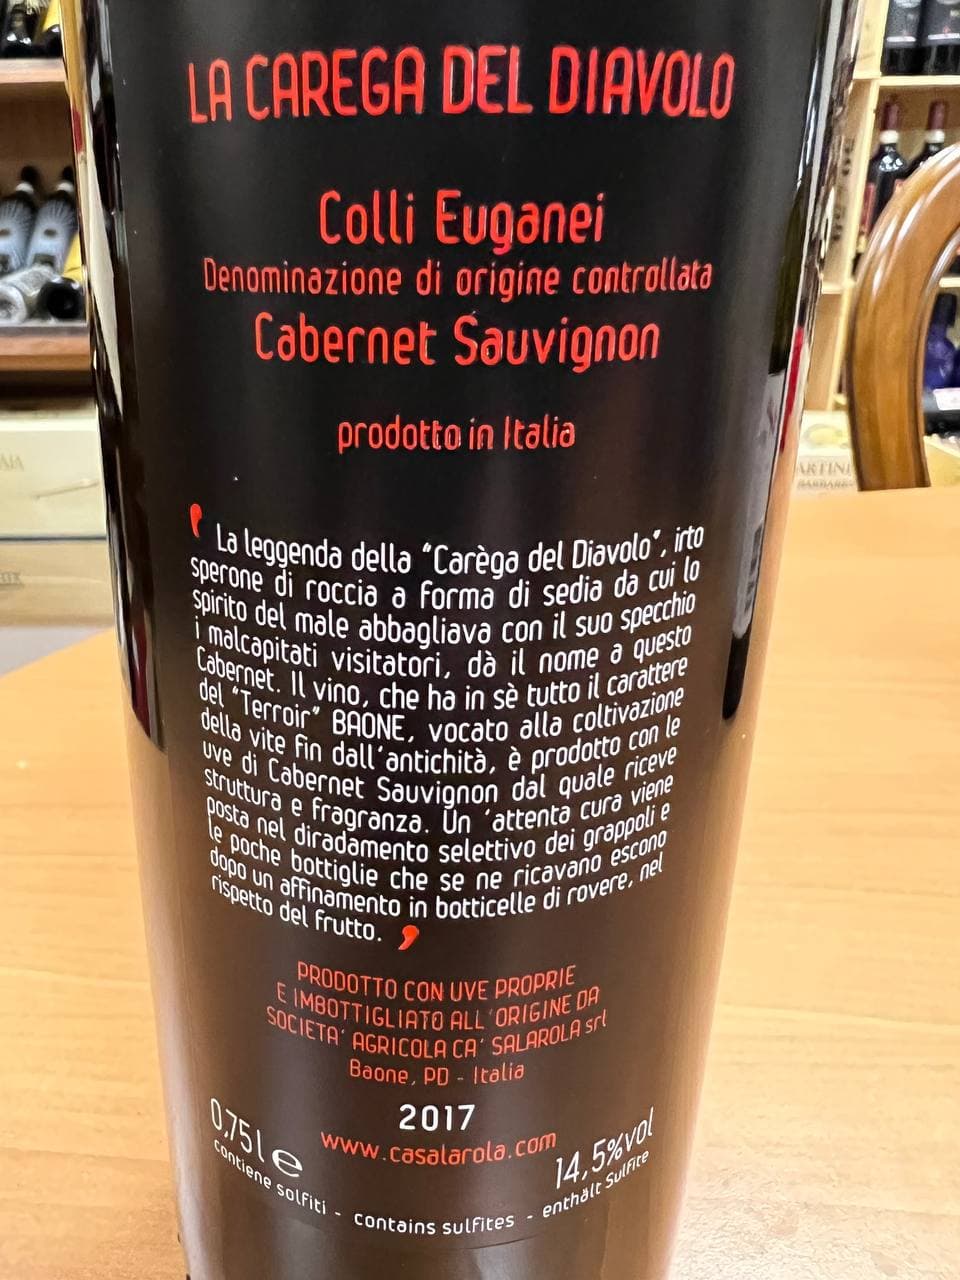 LA CAREGA DEL DIAVOLO
Colli Euganei
Denominazione di origine controllata
Cabernet Sauvignon
prodotto in Italia
' La leggenda della "Carèga del Diavolo", irto
sperone di roccia a forma di sedia da cui lo
spirito del male abbagliava con il suo specchio
i malcapitati visitatori, dà il nome a questo
Cabernet. Il vino, che ha in sè tutto il carattere
del "Terroir" BAONE, vocato alla coltivazione
della vite fin dall'antichità, è prodotto con le
uve di Cabernet Sauvignon dal quale riceve
struttura e fragranza. Un 'attenta cura viene
posta nel diradamento selettivo dei grappoli e
le poche bottiglie che se ne ricavano escono
dopo un affinamento in botticelle di rovere, nel
rispetto del frutto. ,
PRODOTTO CON UVE PROPRIE
E IMBOTTIGLIATO ALL'ORIGINE DA
SOCIETA' AGRICOLA CA' SALAROLA srl
Baone, PD - Italia
2017
www.casalarola.com
0,75l e
14,5%vol
contiene solfiti - contains sulfites - enthält Sulfite
ARTINI